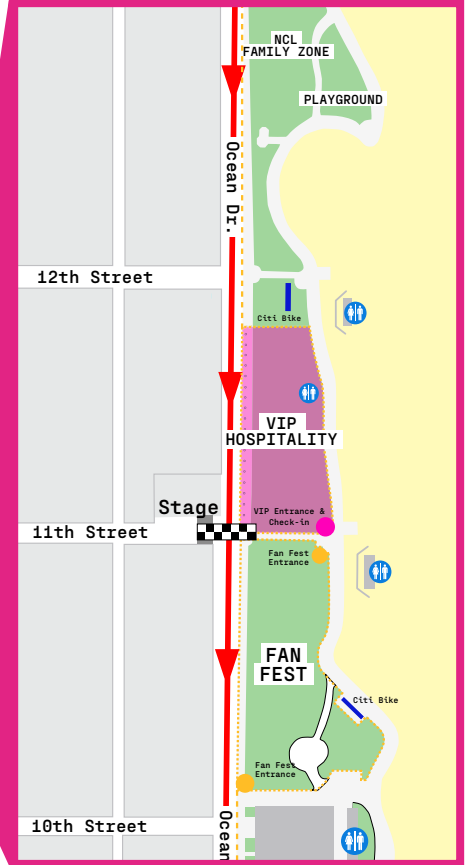 NCL
FAMILY ZONE
PLAYGROUND
Ocean Dr.
12th Street
Citi Bike
VIP
HOSPITALITY
Stage
VIP Entrance &
Check-in
11th Street
Fan Fest
Entrance
FAN
FEST
Citi Bike
Fan Fest
Entrance
10th Street
Ocean